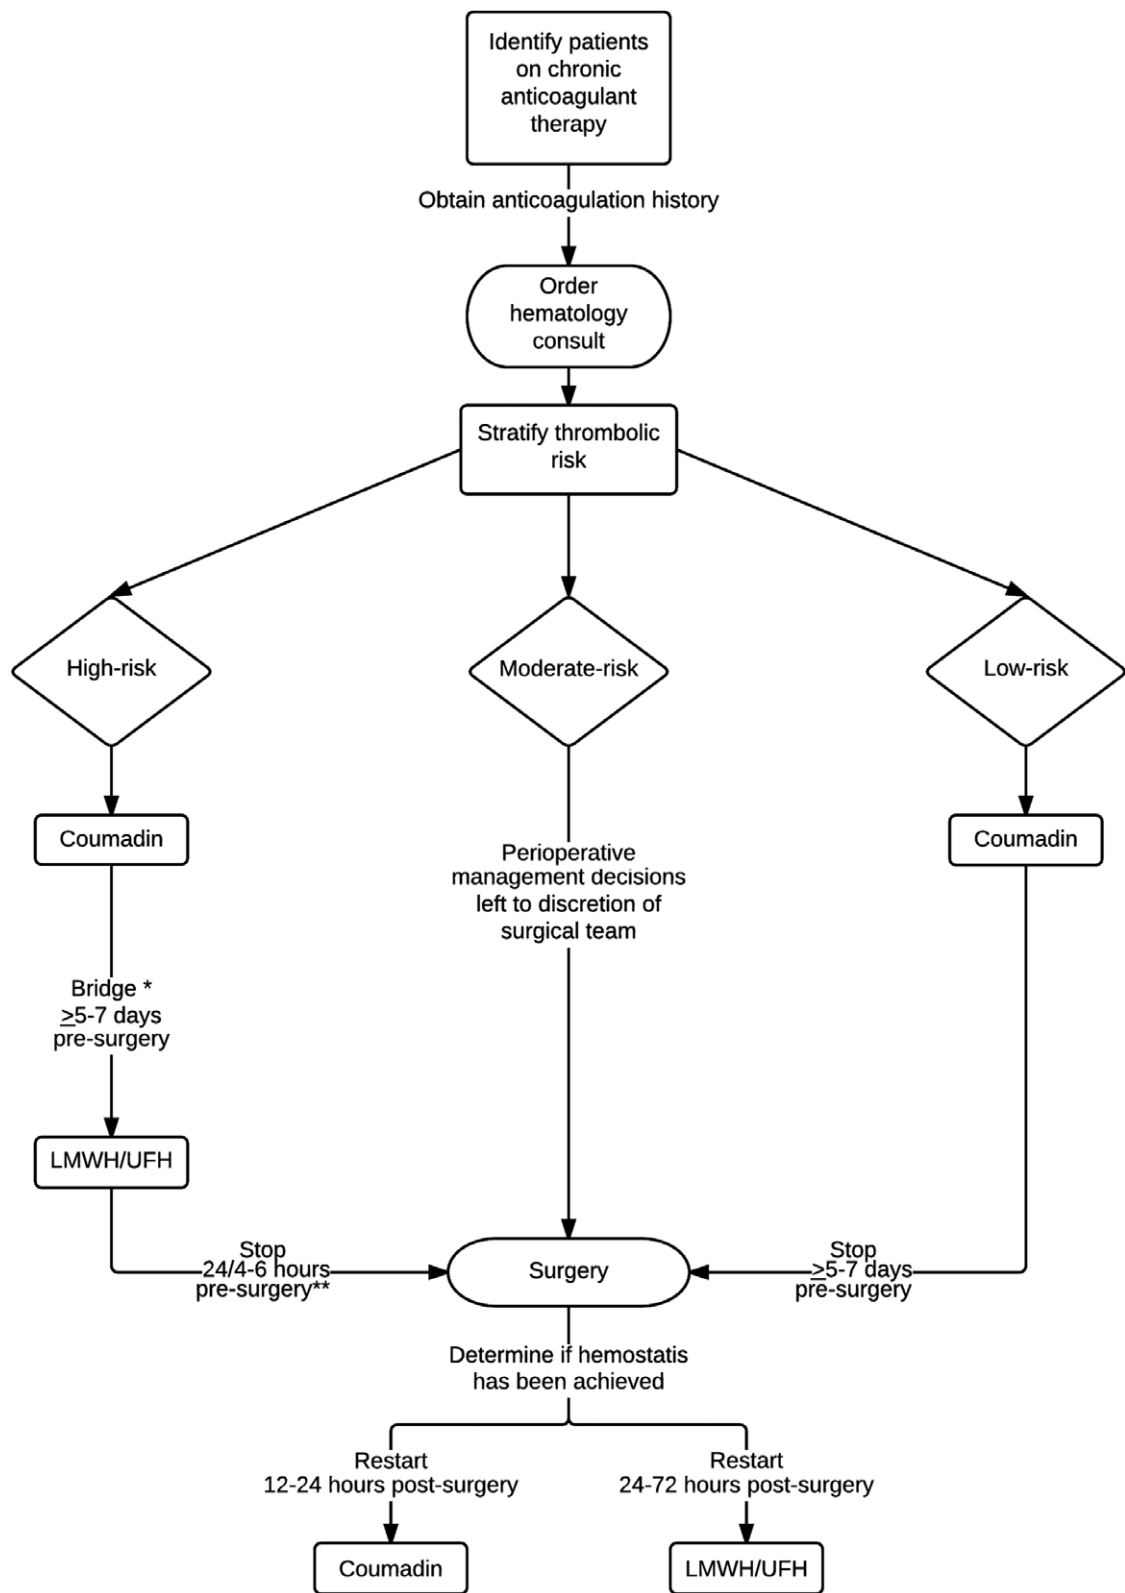 Identify patients
on chronic
anticoagulant
therapy
Obtain anticoagulation history
Order
hematology
consult
Stratify thrombolic
risk
High-risk
Moderate-risk
Low-risk
Coumadin
Perioperative
management decisions
left to discretion of
surgical team
Coumadin
Bridge *
≥5-7 days
pre-surgery
LMWH/UFH
Stop
24/4-6 hours
pre-surgery**
Surgery
Stop
≥5-7 days
pre-surgery
Determine if hemostatis
has been achieved
Restart
12-24 hours post-surgery
Restart
24-72 hours post-surgery
Coumadin
LMWH/UFH